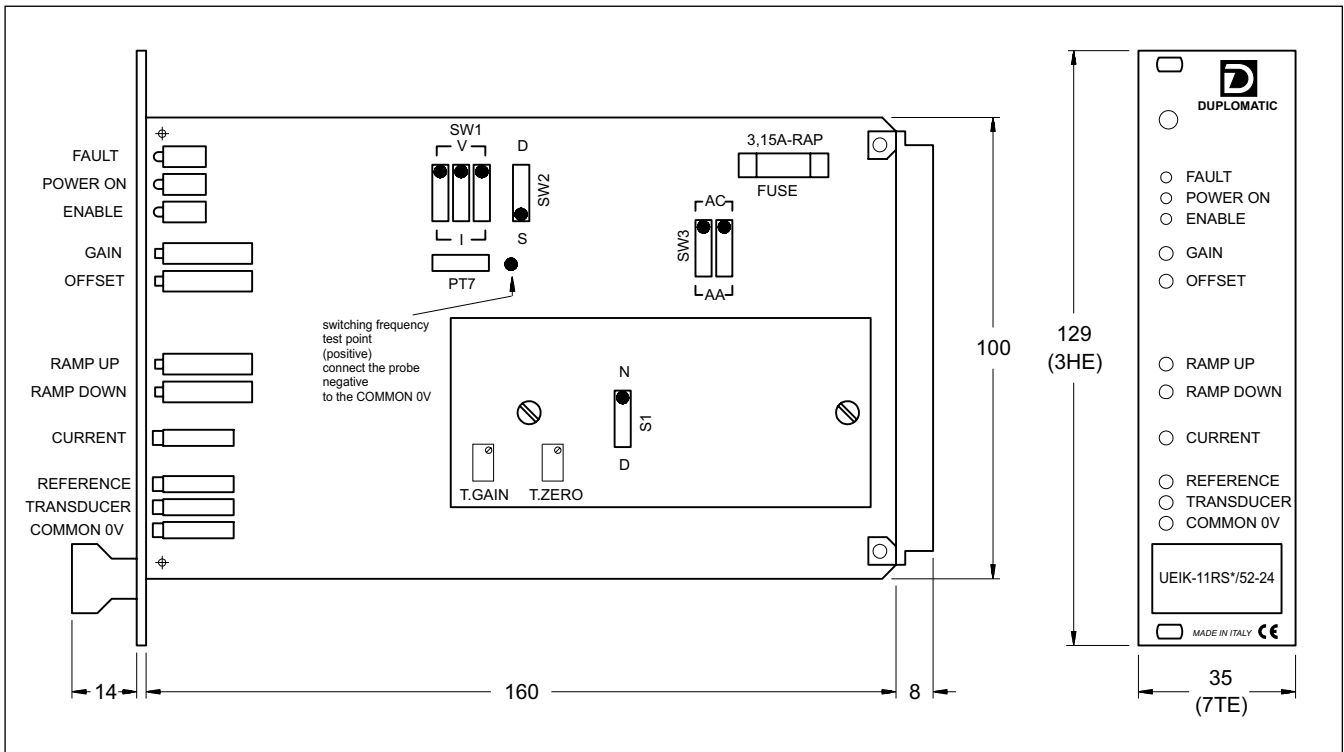 FAULT
POWER ON
ENABLE
GAIN
OFFSET
RAMP UP
RAMP DOWN
CURRENT
REFERENCE
TRANSDUCER
COMMON 0V
SW1
V
I
PT7
D
SW2
S
switching frequency
test point
(positive)
connect the probe
negative
to the COMMON 0V
3,15A-RAP
FUSE
AC
SW3
AA
N
S1
D
T.GAIN
T.ZERO
14
160
8
100
129
(3HE)
D
DUPLOMATIC
FAULT
POWER ON
ENABLE
GAIN
OFFSET
RAMP UP
RAMP DOWN
CURRENT
REFERENCE
TRANSDUCER
COMMON 0V
UEIK-11RS*/52-24
MADE IN ITALY CE
35
(7TE)